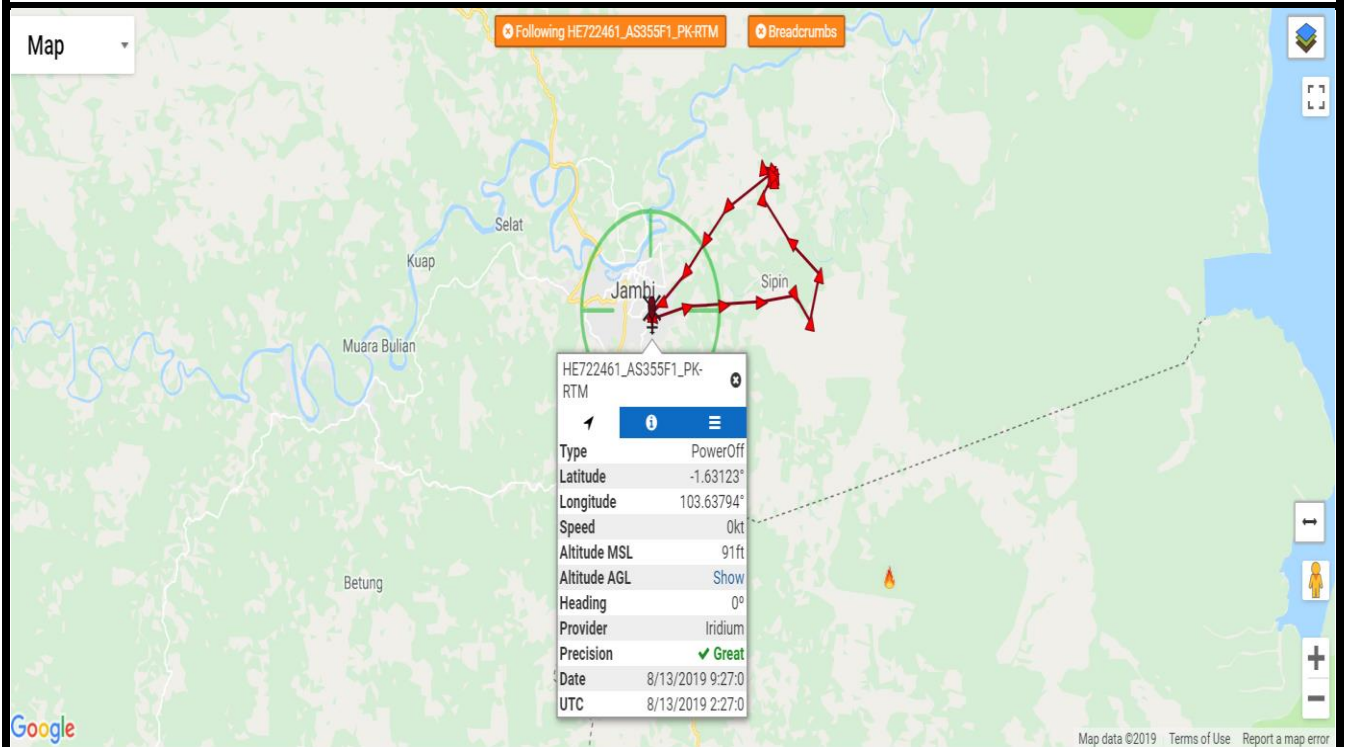 Following HE722461_AS355F1_PK-RTM
Breadcrumbs
Map
Selat
Kuap
Jambi
Sipin
Muara Bulian
HE722461_AS355F1_PK-
RTM
Type PowerOff
Latitude -1.63123°
Longitude 103.63794°
Speed 0kt
Altitude MSL 91ft
Altitude AGL Show
Heading 0º
Provider Iridium
Precision Great
Date 8/13/2019 9:27:0
UTC 8/13/2019 2:27:0
Betung
Google
Map data ©2019 Terms of Use Report a map error